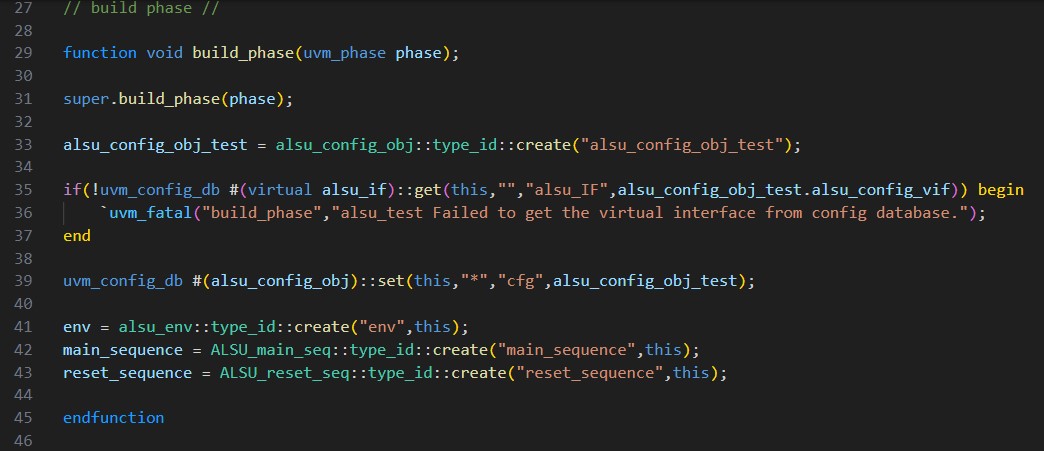 27 // build phase //
28
29 function void build_phase(uvm_phase phase);
30
31 super.build_phase(phase);
32
33 alsu_config_obj_test = alsu_config_obj::type_id::create("alsu_config_obj_test");
34
35 if(!uvm_config_db #(virtual alsu_if)::get(this,"","alsu_IF",alsu_config_obj_test.alsu_config_vif)) begin
36     `uvm_fatal("build_phase","alsu_test Failed to get the virtual interface from config database.");
37 end
38
39 uvm_config_db #(alsu_config_obj)::set(this,"*","cfg",alsu_config_obj_test);
40
41 env = alsu_env::type_id::create("env",this);
42 main_sequence = ALSU_main_seq::type_id::create("main_sequence",this);
43 reset_sequence = ALSU_reset_seq::type_id::create("reset_sequence",this);
44
45 endfunction
46